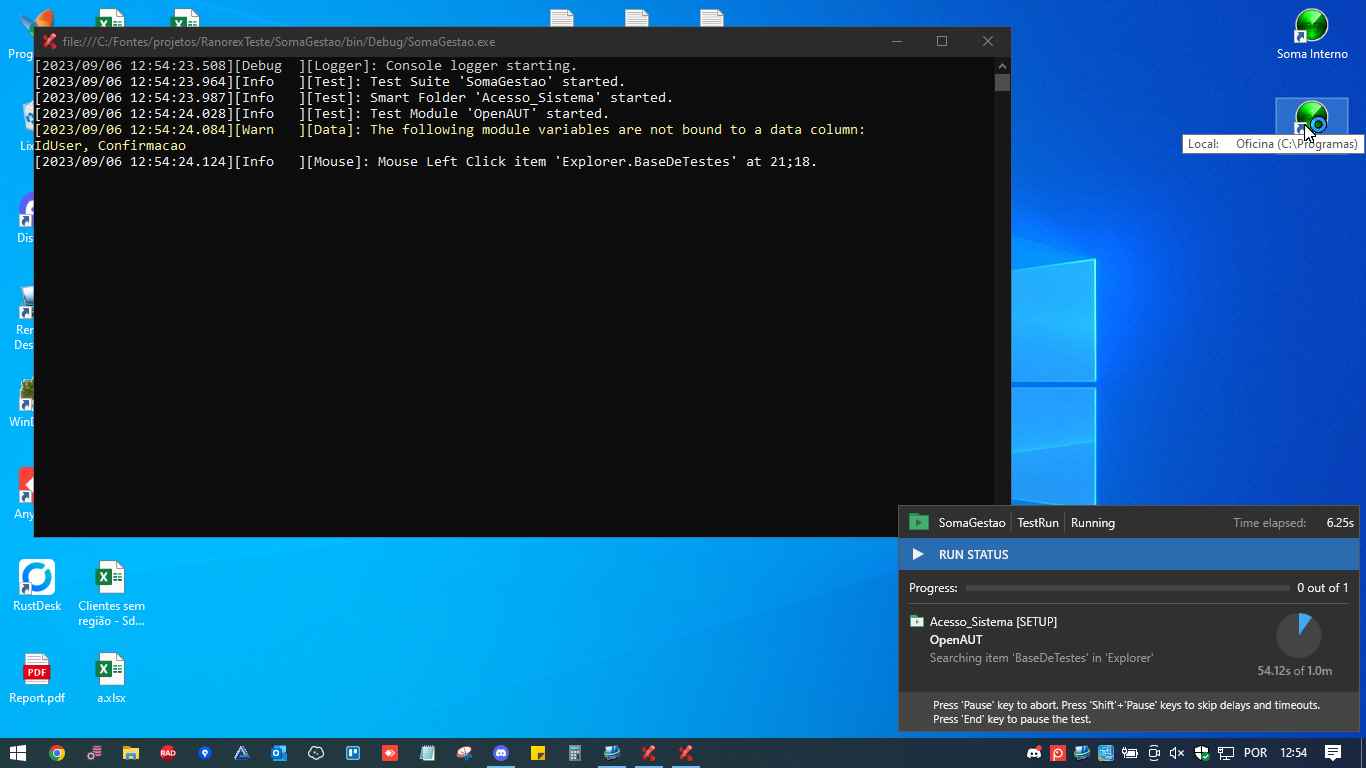 file:///C:/Fontes/projetos/RanorexTeste/SomaGestao/bin/Debug/SomaGestao.exe
[2023/09/06 12:54:23.508][Debug ][Logger]: Console logger starting.
[2023/09/06 12:54:23.964][Info ][Test]: Test Suite 'SomaGestao' started.
[2023/09/06 12:54:23.987][Info ][Test]: Smart Folder 'Acesso_Sistema' started.
[2023/09/06 12:54:24.028][Info ][Test]: Test Module 'OpenAUT' started.
[2023/09/06 12:54:24.084][Warn ][Data]: The following module variables are not bound to a data column:
IdUser, Confirmacao
[2023/09/06 12:54:24.124][Info ][Mouse]: Mouse Left Click item 'Explorer.BaseDeTestes' at 21;18.
Soma Interno
Local: Oficina (C:\Programas)
Prog
Lix
Dis
Ren
Des
WinD
Any
RustDesk
Clientes sem
região - Sd...
Report.pdf
PDF
a.xlsx
SomaGestao TestRun Running Time elapsed: 6.25s
RUN STATUS
Progress: 0 out of 1
Acesso_Sistema [SETUP]
OpenAUT
Searching item 'BaseDeTestes' in 'Explorer'
54.12s of 1.0m
Press 'Pause' key to abort. Press 'Shift'+'Pause' keys to skip delays and timeouts.
Press 'End' key to pause the test.
RAD
POR 12:54